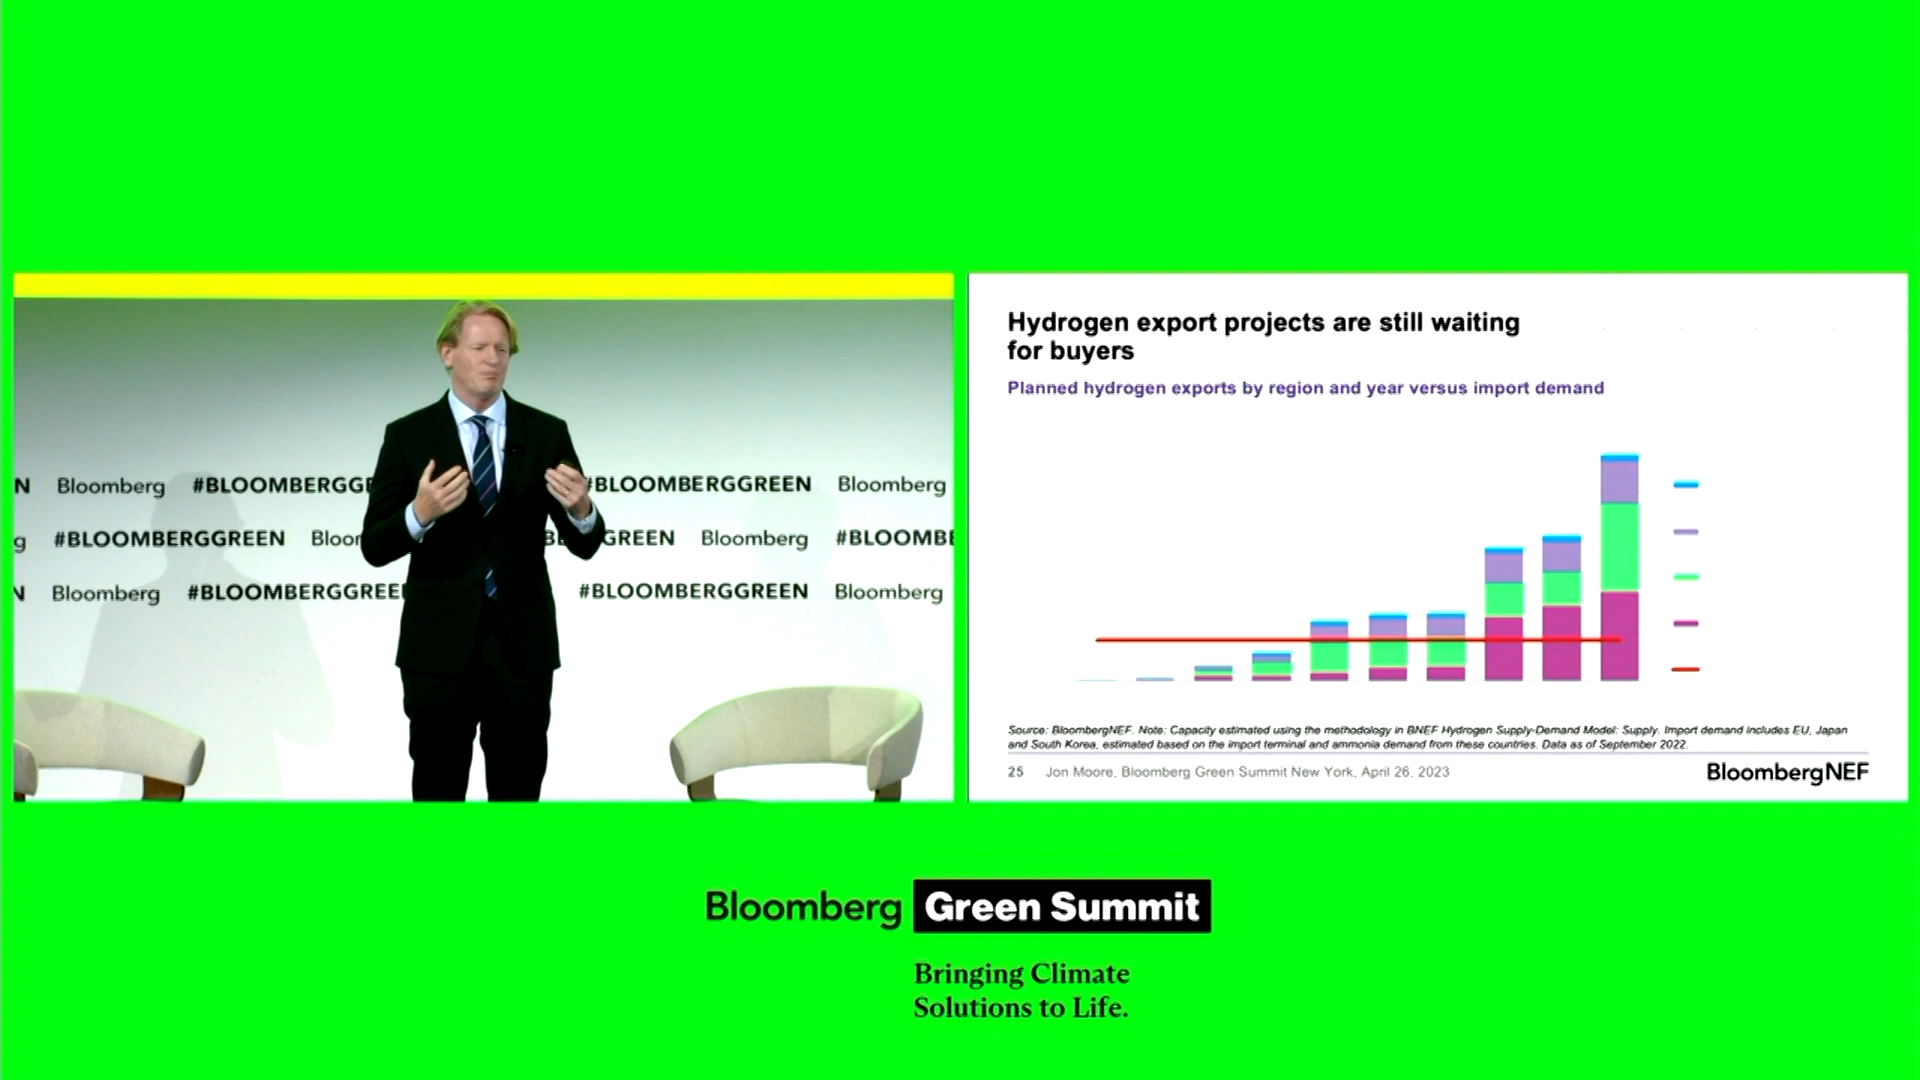 N Bloomberg #BLOOMBERGGRE #BLOOMBERGGREEN Bloomberg
g #BLOOMBERGGREEN Bloo GREEN Bloomberg #BLOOMBE
N Bloomberg #BLOOMBERGGREE #BLOOMBERGGREEN Bloomberg
Hydrogen export projects are still waiting
for buyers
Planned hydrogen exports by region and year versus import demand
Source: BloombergNEF. Note: Capacity estimated using the methodology in BNEF Hydrogen Supply-Demand Model: Supply. Import demand includes EU, Japan
and South Korea, estimated based on the import terminal and ammonia demand from these countries. Data as of September 2022.
25 Jon Moore, Bloomberg Green Summit New York, April 26, 2023
BloombergNEF
Bloomberg Green Summit
Bringing Climate
Solutions to Life.